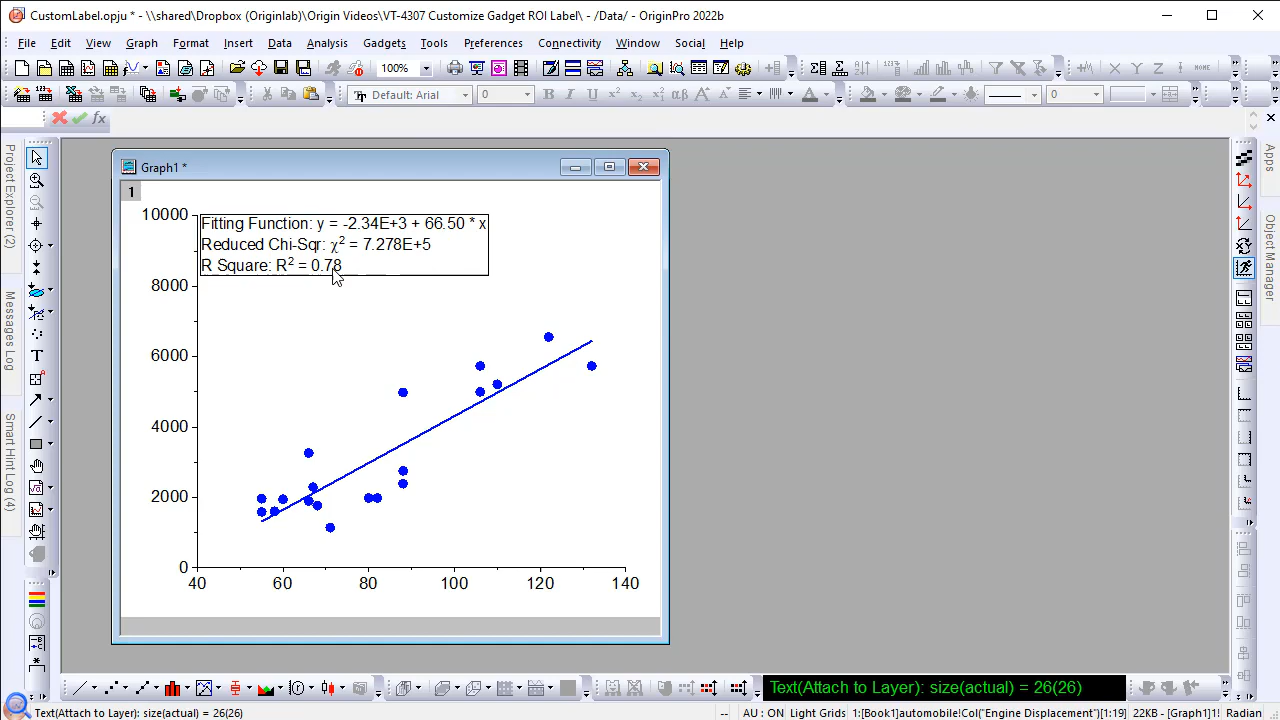 CustomLabel.opju * - \\shared\Dropbox (Originlab)\Origin Videos\VT-4307 Customize Gadget ROI Label\ - /Data/ - OriginPro 2022b
File Edit View Graph Format Insert Data Analysis Gadgets Tools Preferences Connectivity Window Social Help
100%
Default: Arial 0 B I U 0
fx
Project Explorer (2)
Messages Log
Smart Hint Log (4)
Apps
Object Manager
Graph1 *
1
Fitting Function: y = -2.34E+3 + 66.50 * x
Reduced Chi-Sqr: χ² = 7.278E+5
R Square: R² = 0.78
10000
8000
6000
4000
2000
0
40 60 80 100 120 140
Text(Attach to Layer): size(actual) = 26(26)
Text(Attach to Layer): size(actual) = 26(26) -- AU : ON Light Grids 1:[Book1]automobile!Col("Engine Displacement")[1:19] 22KB - [Graph1]1! Radian